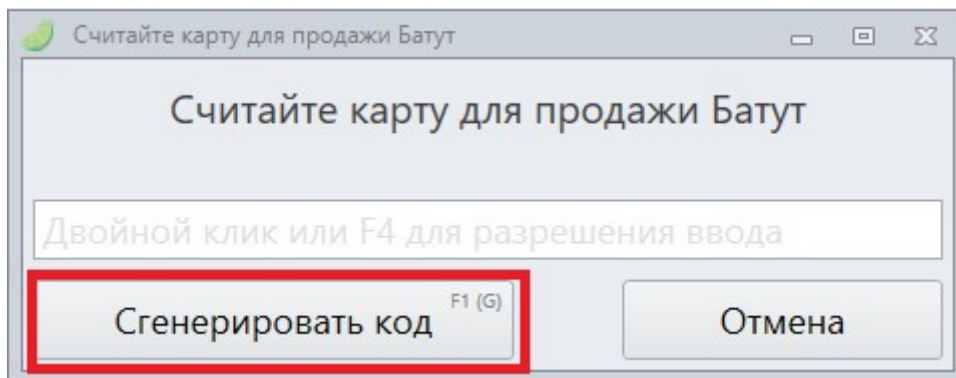 Считайте карту для продажи Батут
Считайте карту для продажи Батут
Двойной клик или F4 для разрешения ввода
Сгенерировать код F1 (G) Отмена